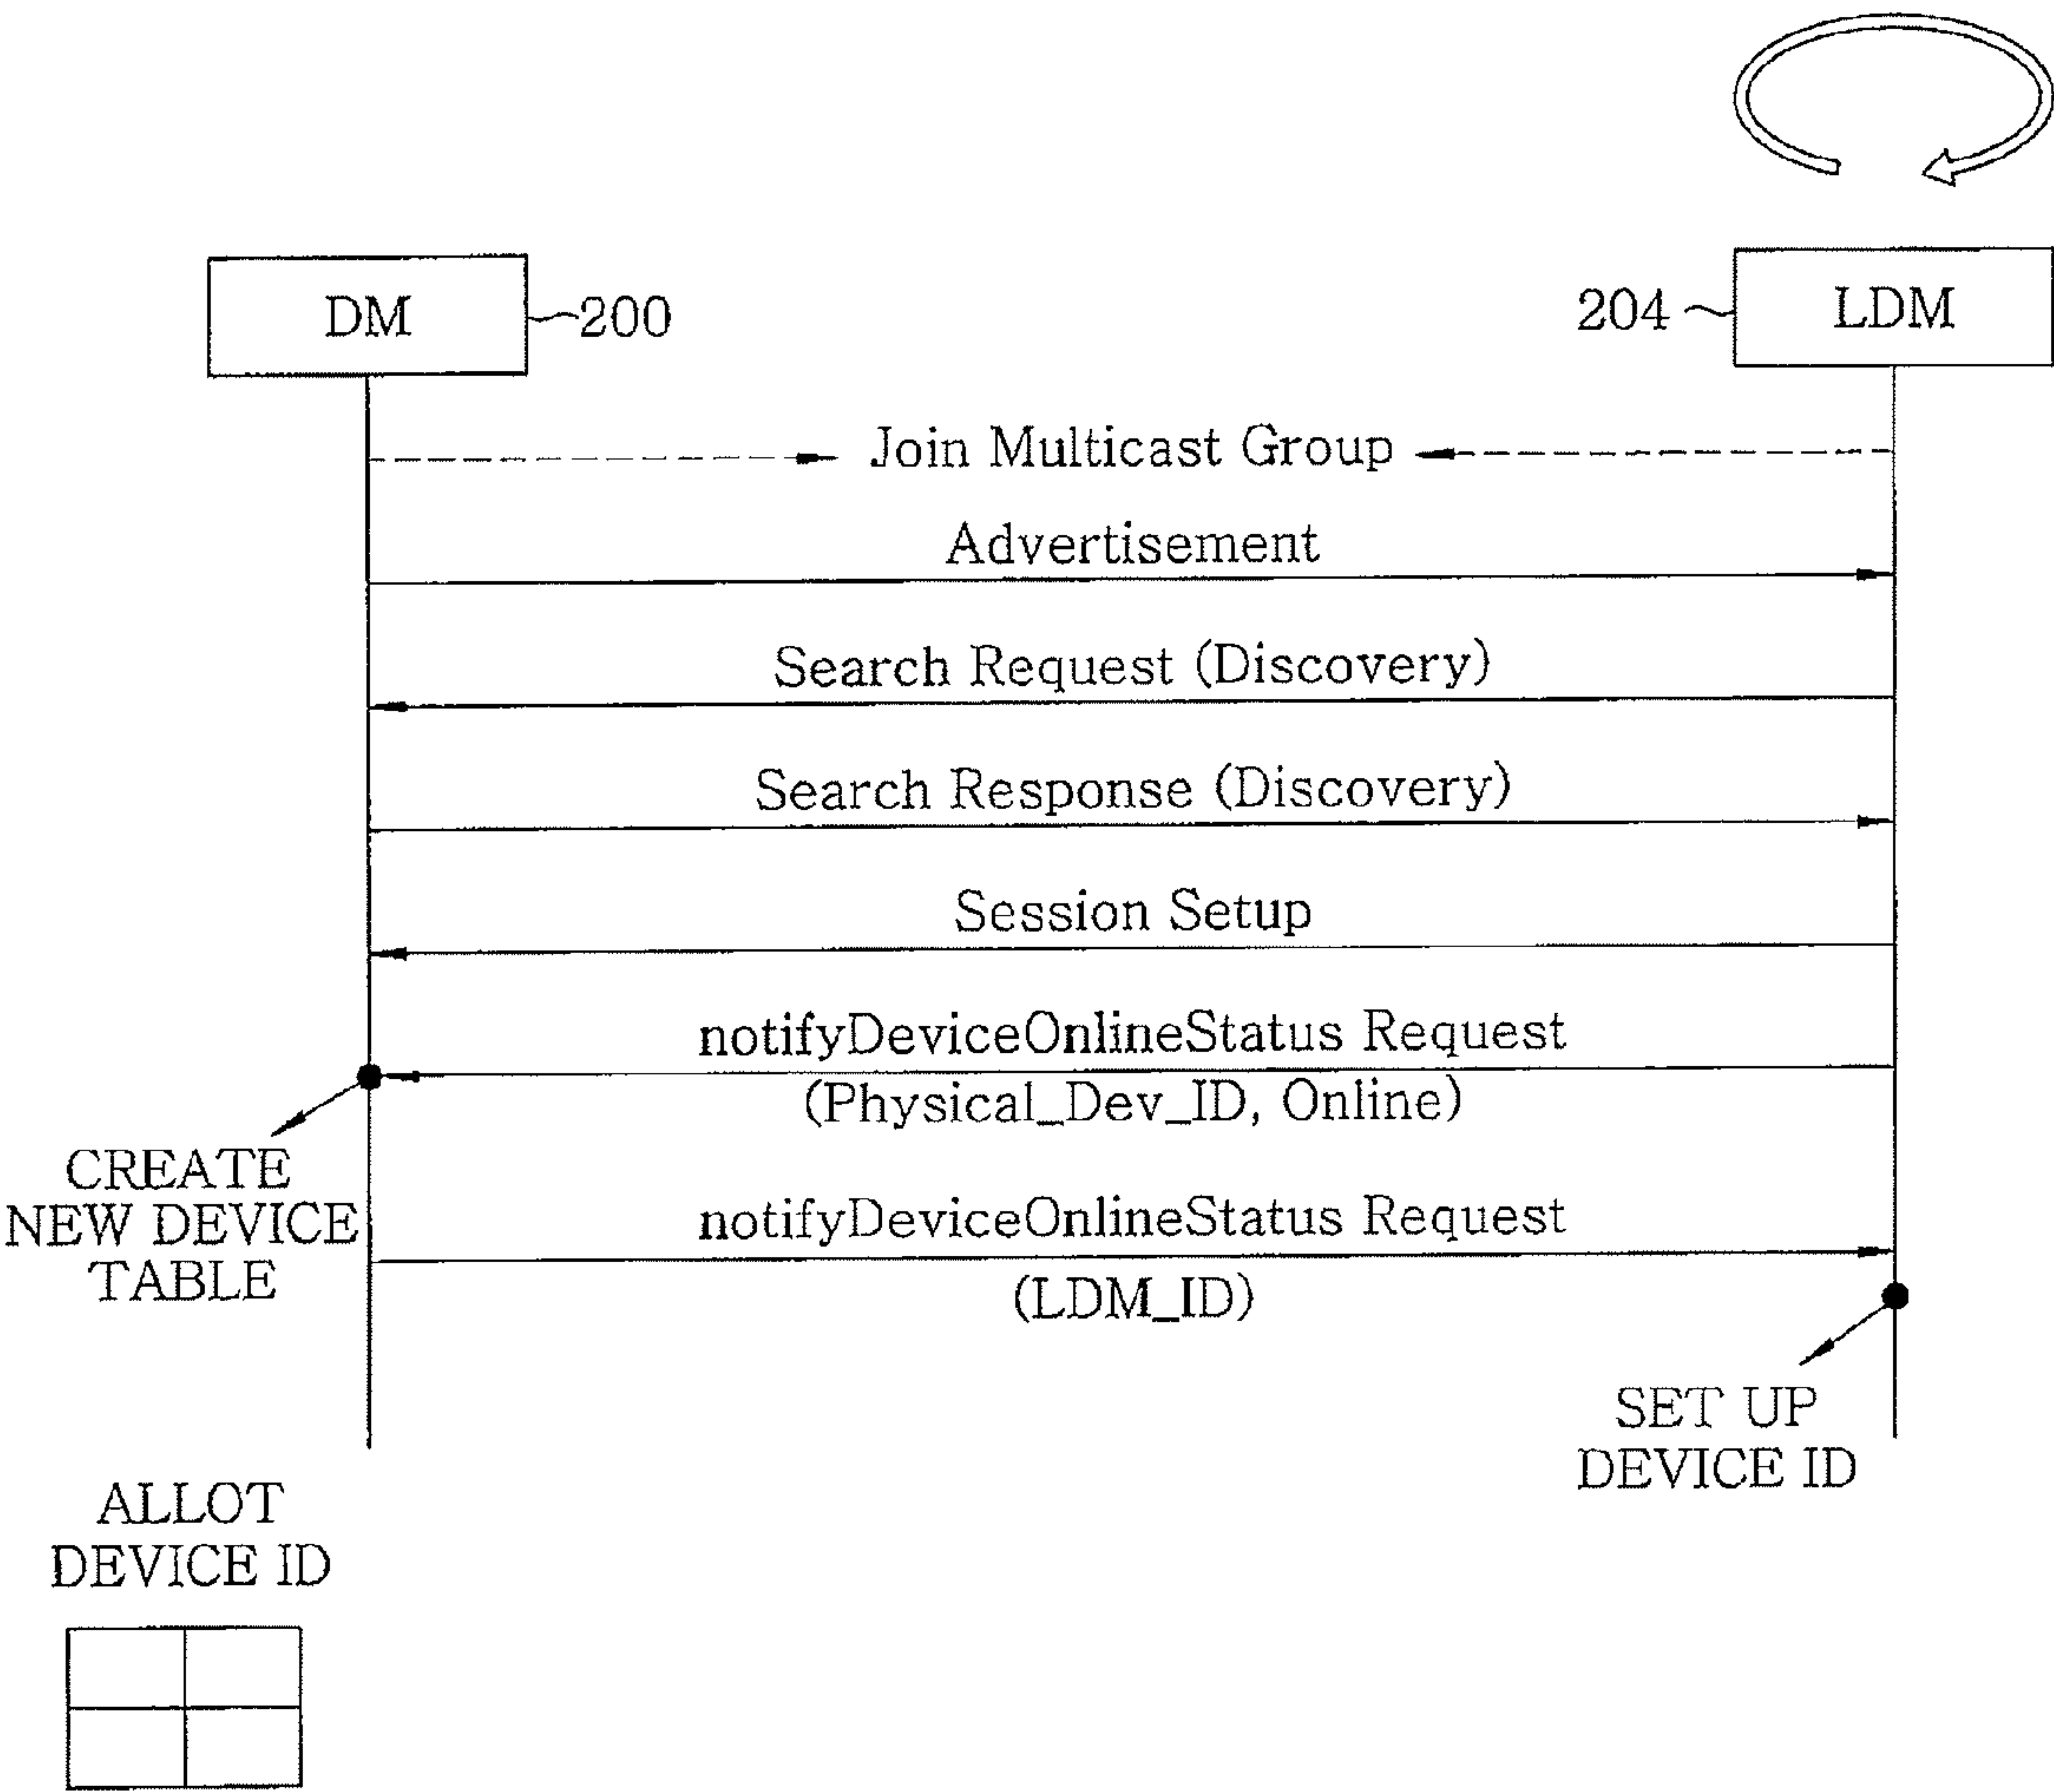 DM
200
204
LDM
Join Multicast Group
Advertisement
Search Request (Discovery)
Search Response (Discovery)
Session Setup
notifyDeviceOnlineStatus Request
(Physical_Dev_ID, Online)
CREATE
NEW DEVICE
TABLE
notifyDeviceOnlineStatus Request
(LDM_ID)
SET UP
DEVICE ID
ALLOT
DEVICE ID